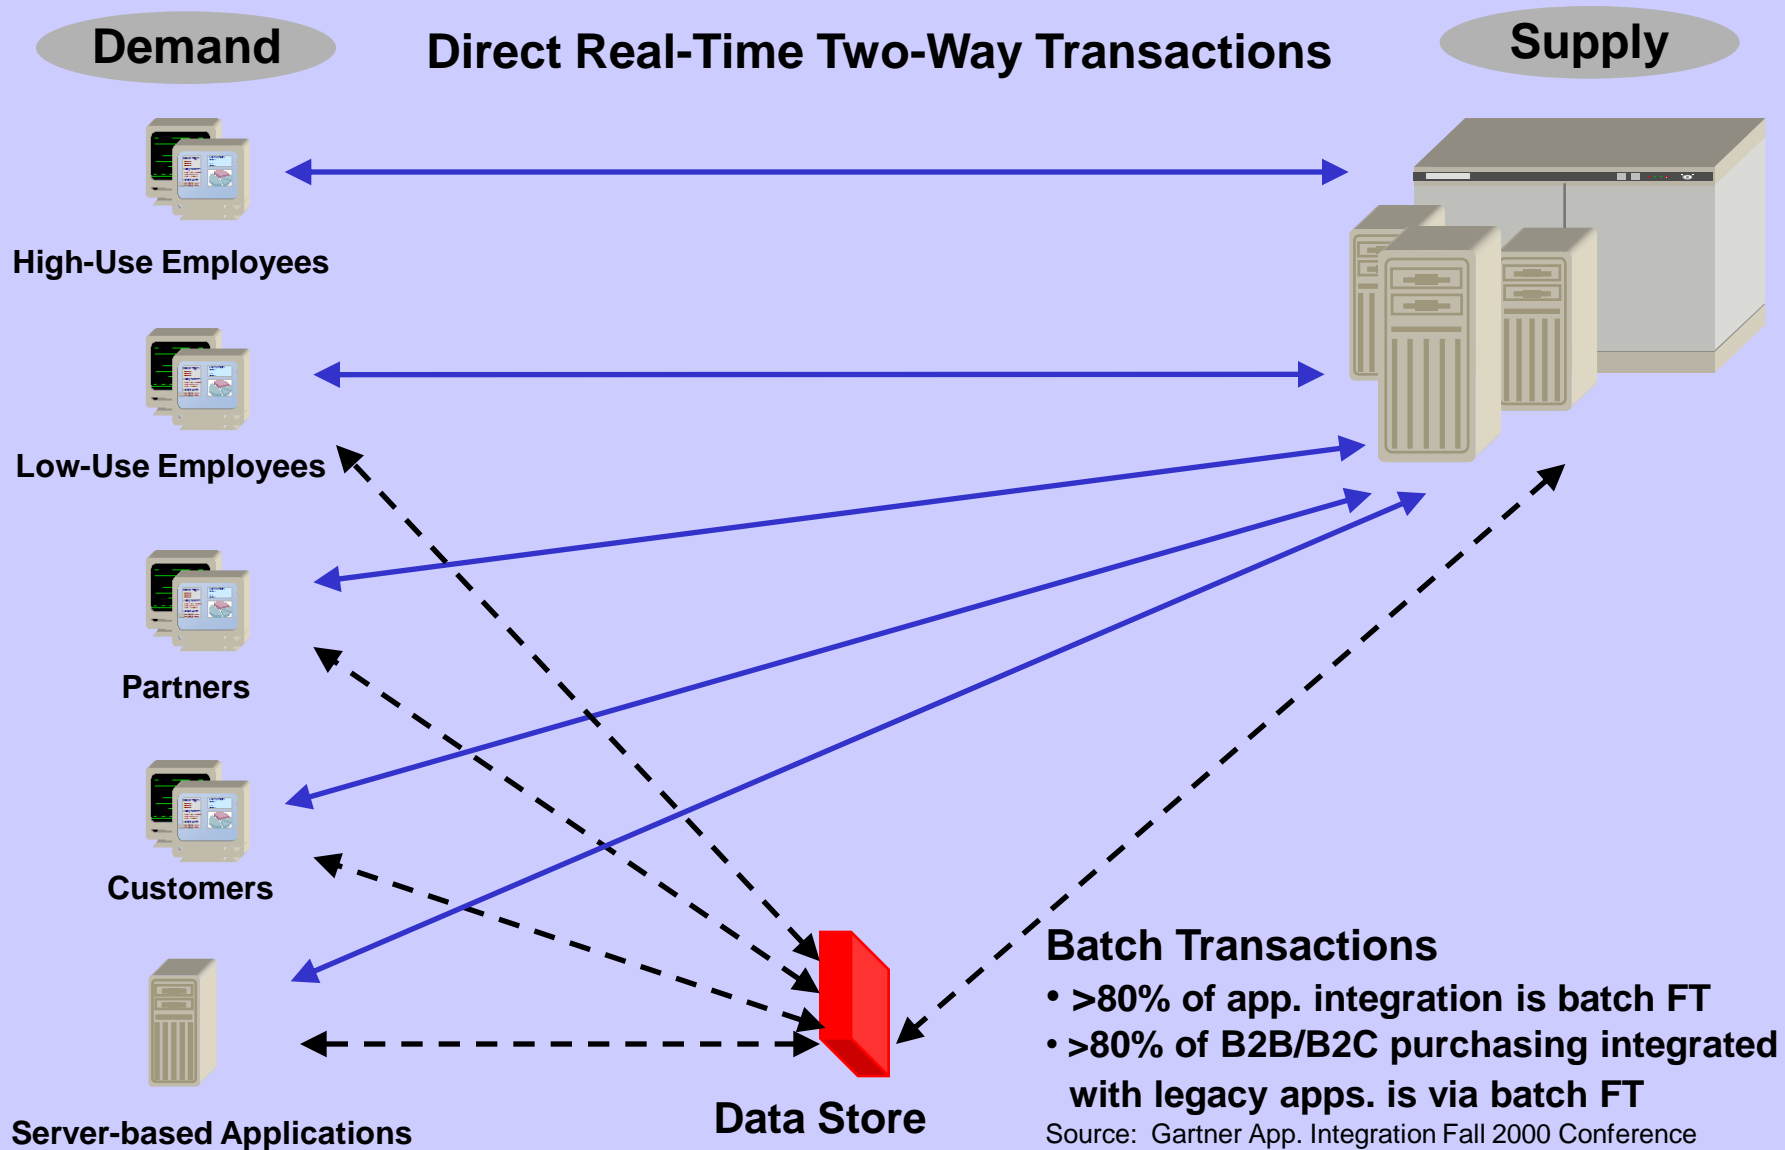 Demand
Direct Real-Time Two-Way Transactions
Supply
High-Use Employees
Low-Use Employees
Partners
Customers
Server-based Applications
Data Store
Batch Transactions
• >80% of app. integration is batch FT
• >80% of B2B/B2C purchasing integrated
with legacy apps. is via batch FT
Source: Gartner App. Integration Fall 2000 Conference